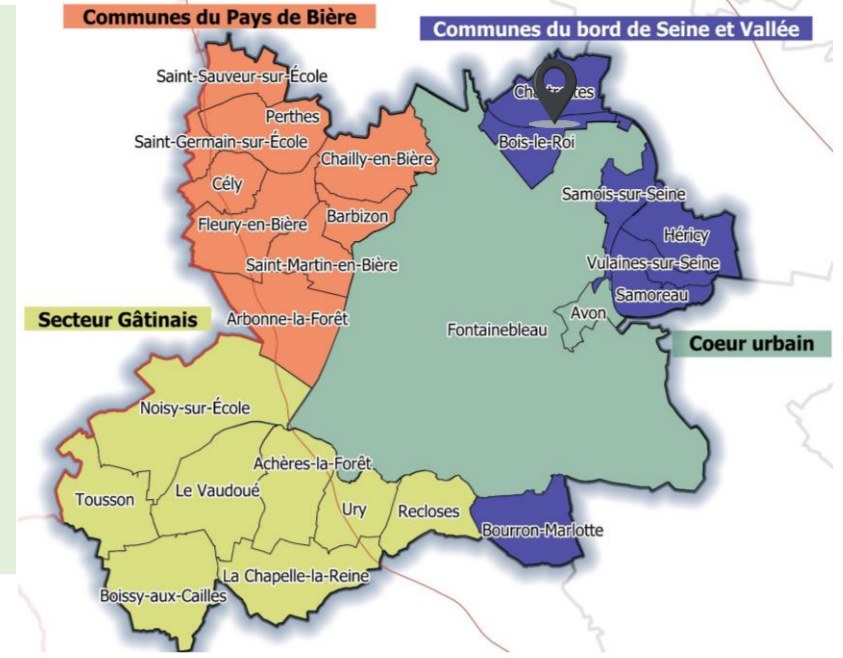 Communes du Pays de Bière
Communes du bord de Seine et Vallée
Saint-Sauveur-sur-École
Perthes
Saint-Germain-sur-École
Chailly-en-Bière
Cély
Barbizon
Fleury-en-Bière
Saint-Martin-en-Bière
Arbonne-la-Forêt
Bois-le-Roi
Samois-sur-Seine
Héricy
Vulaines-sur-Seine
Samoreau
Avon
Fontainebleau
Coeur urbain
Secteur Gâtinais
Noisy-sur-École
Achères-la-Forêt
Tousson
Le Vaudoué
Ury
Recloses
Bourron-Marlotte
La Chapelle-la-Reine
Boissy-aux-Cailles